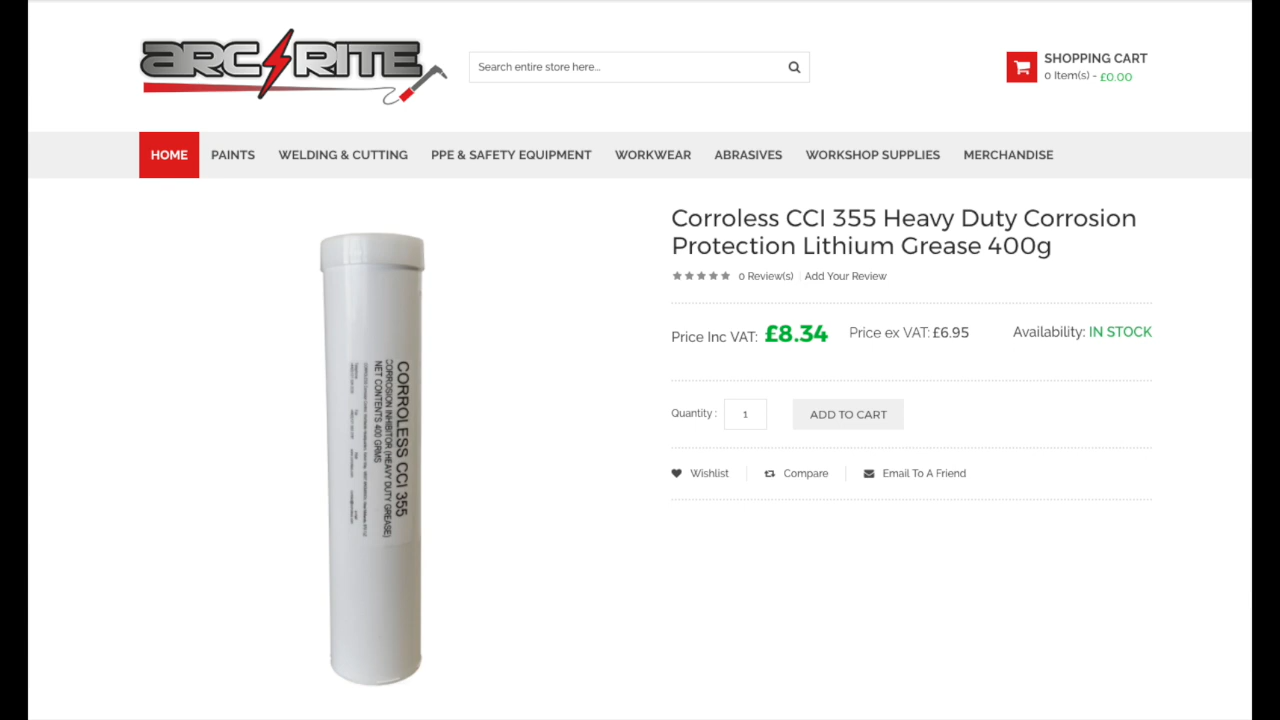 ARC RITE
Search entire store here...
SHOPPING CART
0 Item(s) - £0.00
HOME PAINTS WELDING & CUTTING PPE & SAFETY EQUIPMENT WORKWEAR ABRASIVES WORKSHOP SUPPLIES MERCHANDISE
Corroless CCI 355 Heavy Duty Corrosion
Protection Lithium Grease 400g
0 Review(s) Add Your Review
Price Inc VAT: £8.34 Price ex VAT: £6.95 Availability: IN STOCK
Quantity : 1 ADD TO CART
Wishlist Compare Email To A Friend
CORROLESS CCI 355
CORROSION INHIBITOR (HEAVY DUTY GREASE)
NET CONTENTS 400 GRMS